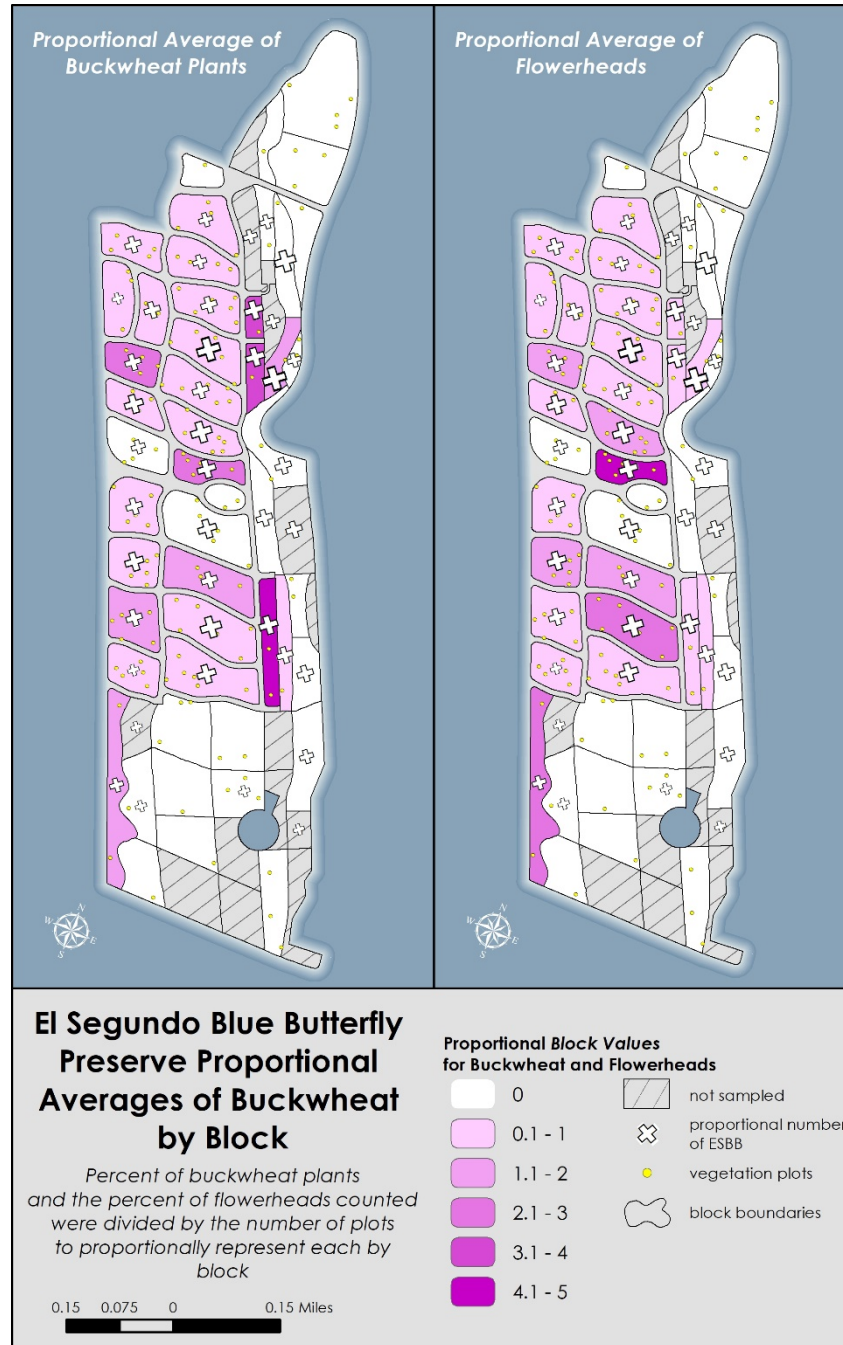 Proportional Average of
Buckwheat Plants
Proportional Average of
Flowerheads
N
W
E
S
N
W
E
S
El Segundo Blue Butterfly
Preserve Proportional
Averages of Buckwheat
by Block
Percent of buckwheat plants
and the percent of flowerheads counted
were divided by the number of plots
to proportionally represent each by
block
0.15 0.075 0 0.15 Miles
Proportional Block Values
for Buckwheat and Flowerheads
0
0.1 - 1
1.1 - 2
2.1 - 3
3.1 - 4
4.1 - 5
not sampled
proportional number
of ESBB
vegetation plots
block boundaries